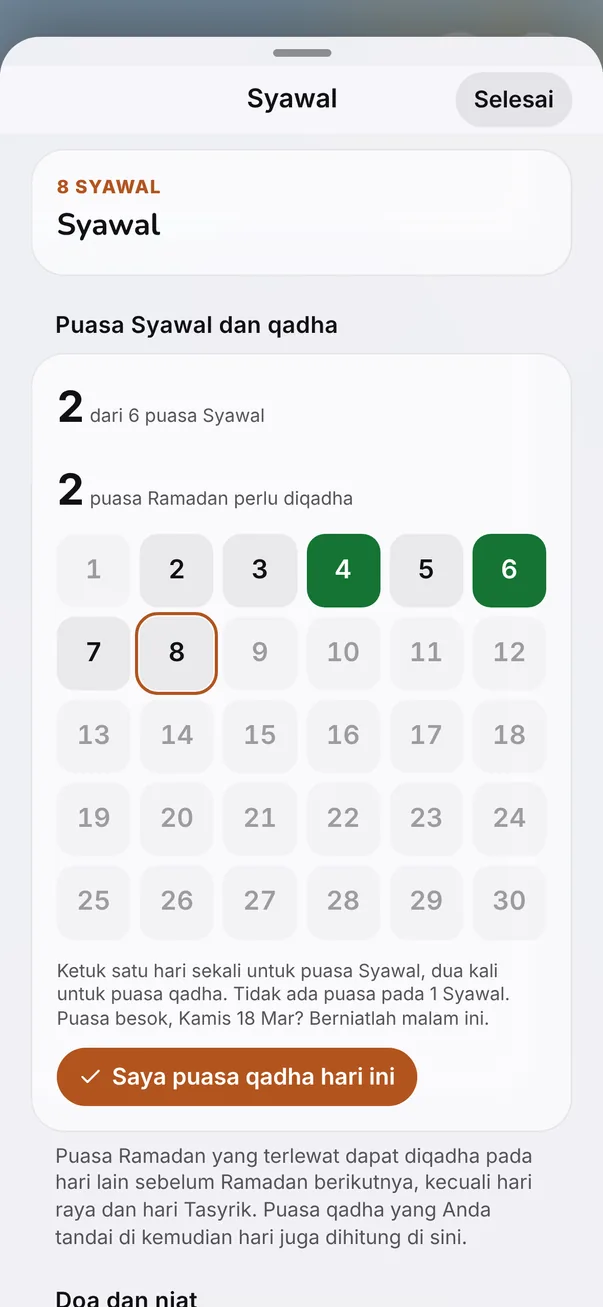 Syawal
Selesai
8 SYAWAL
Syawal
Puasa Syawal dan qadha
2 dari 6 puasa Syawal
2 puasa Ramadan perlu diqadha
1 2 3 4 5 6
7 8 9 10 11 12
13 14 15 16 17 18
19 20 21 22 23 24
25 26 27 28 29 30
Ketuk satu hari sekali untuk puasa Syawal, dua kali
untuk puasa qadha. Tidak ada puasa pada 1 Syawal.
Puasa besok, Kamis 18 Mar? Berniatlah malam ini.
Saya puasa qadha hari ini
Puasa Ramadan yang terlewat dapat diqadha pada
hari lain sebelum Ramadan berikutnya, kecuali hari
raya dan hari Tasyrik. Puasa qadha yang Anda
tandai di kemudian hari juga dihitung di sini.
Doa dan niat